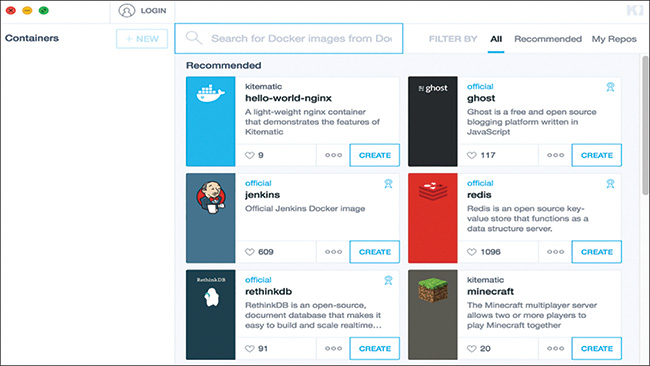 LOGIN
Containers
+ NEW
Search for Docker images from Doc
FILTER BY All Recommended My Repos
Recommended
kitematic
hello-world-nginx
A light-weight nginx container
that demonstrates the features of
Kitematic
9
CREATE
ghost
official
ghost
Ghost is a free and open source
blogging platform written in
JavaScript
117
CREATE
official
jenkins
Official Jenkins Docker image
609
CREATE
official
redis
Redis is an open source key-
value store that functions as a
data structure server.
1096
CREATE
RethinkDB
official
rethinkdb
RethinkDB is an open-source,
document database that makes it
easy to build and scale realtime...
91
CREATE
kitematic
minecraft
The Minecraft multiplayer server
allows two or more players to
play Minecraft together
20
CREATE